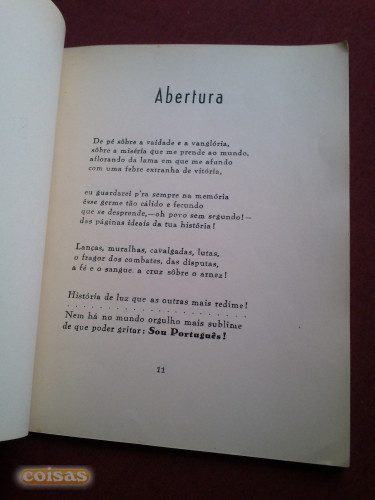 Abertura
De pé sôbre a vaidade e a vanglória,
sôbre a miséria que me prende ao mundo,
aflorando da lama em que me afundo
com uma febre extranha de vitória,
eu guardarei p'ra sempre na memória
êsse germe tão cálido e fecundo
que se desprende,—oh povo sem segundo!—
das páginas ideais da tua história!
Lanças, muralhas, cavalgadas, lutas,
o fragor dos combates, das disputas,
a fé e o sangue. a cruz sôbre o arnez!
História de luz que as outras mais redime!
. . . . . . . . . . . . . . . . . . . . . . . . . . . . . .
Nem há no mundo orgulho mais sublime
de que poder gritar: Sou Português!
11
coisas